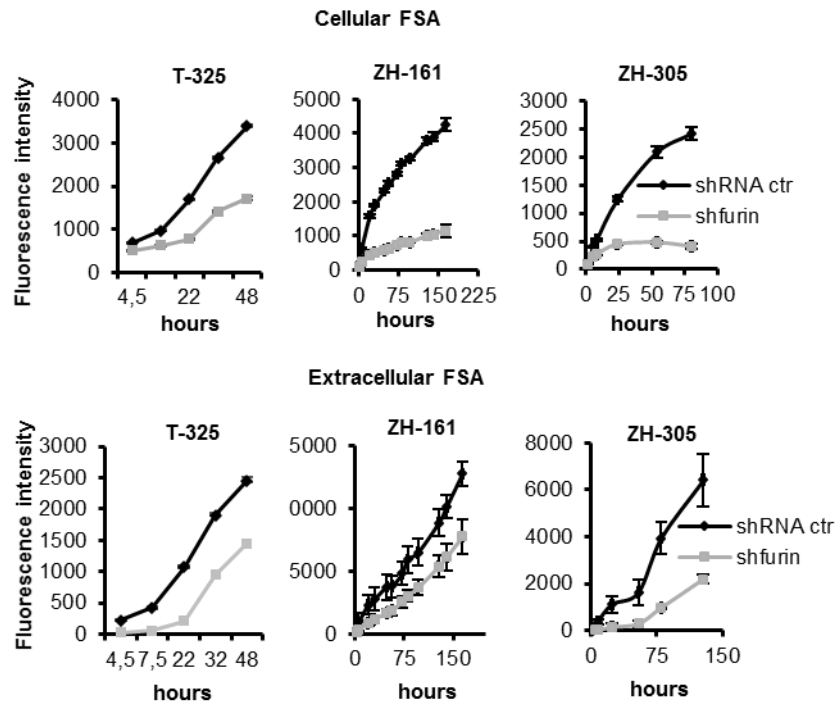 Cellular FSA
T-325
ZH-161
ZH-305
Fluorescence intensity
4000
3000
2000
1000
0
4,5
22
48
hours
5000
4000
3000
2000
1000
0
0
75
150
225
hours
3000
2500
2000
1500
1000
500
0
0
25
50
75
100
hours
shRNA ctr
shfurin
Extracellular FSA
T-325
ZH-161
ZH-305
Fluorescence intensity
3000
2500
2000
1500
1000
500
0
4,5
7,5
22
32
48
hours
0000
0000
5000
0
0
75
150
hours
8000
6000
4000
2000
0
0
75
150
hours
shRNA ctr
shfurin